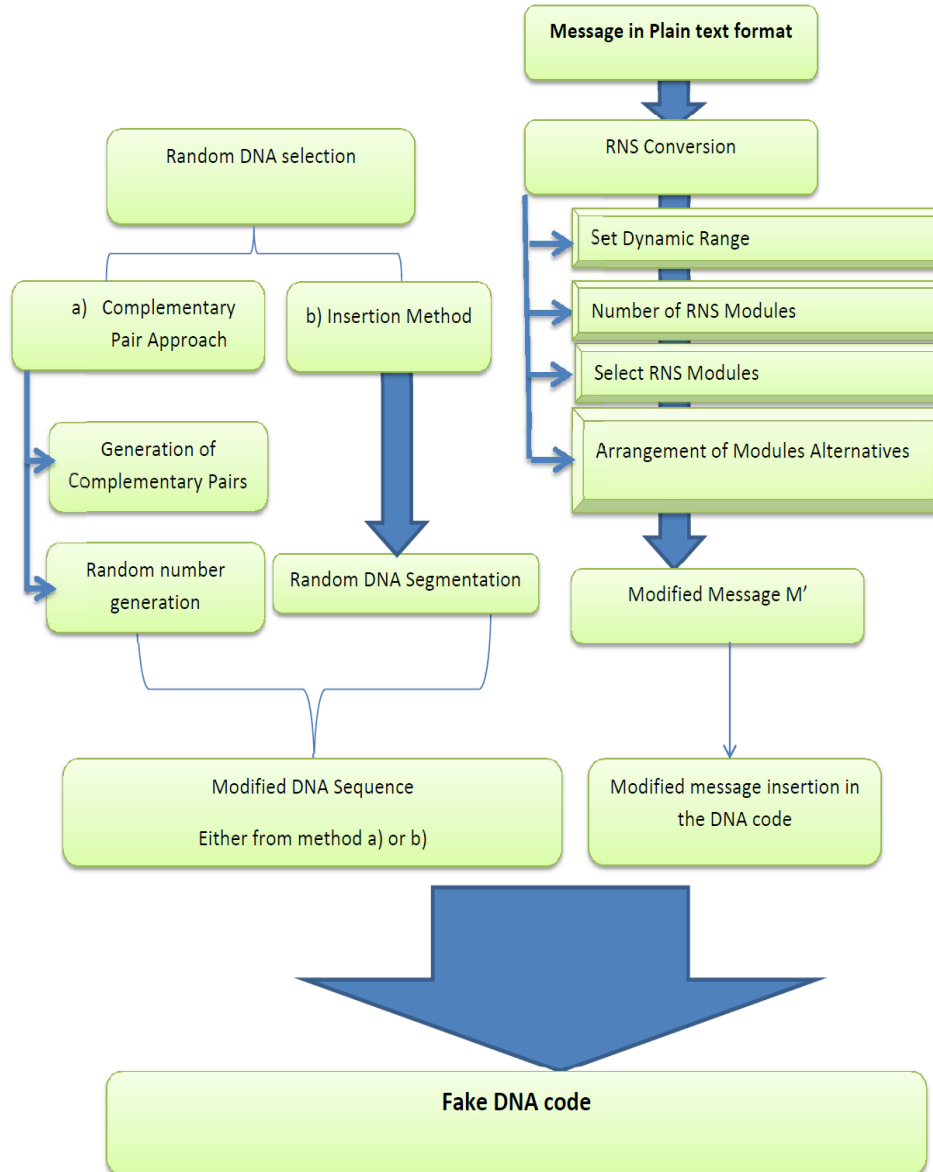 Message in Plain text format
RNS Conversion
Random DNA selection
Set Dynamic Range
a) Complementary
Pair Approach
b) Insertion Method
Number of RNS Modules
Select RNS Modules
Generation of
Complementary Pairs
Arrangement of Modules Alternatives
Random number
generation
Random DNA Segmentation
Modified Message M’
Modified DNA Sequence
Either from method a) or b)
Modified message insertion in
the DNA code
Fake DNA code